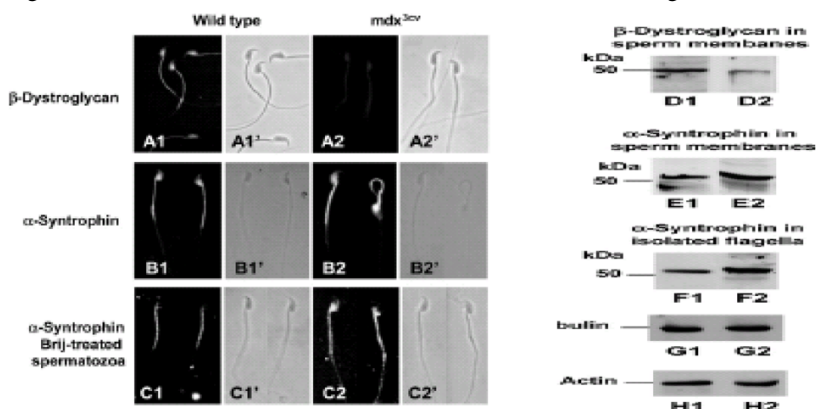 Wild type mdx3cv
β-Dystroglycan
A1 A1' A2 A2'
α-Syntrophin
B1 B1' B2 B2'
α-Syntrophin
Brij-treated
spermatozoa
C1 C1' C2 C2'
β-Dystroglycan in
sperm membanes
kDa
50
D1 D2
α-Syntrophin in
sperm membranes
kDa
50
E1 E2
α-Syntrophin in
isolated flagella
kDa
50
F1 F2
bulin
G1 G2
Actin
H1 H2